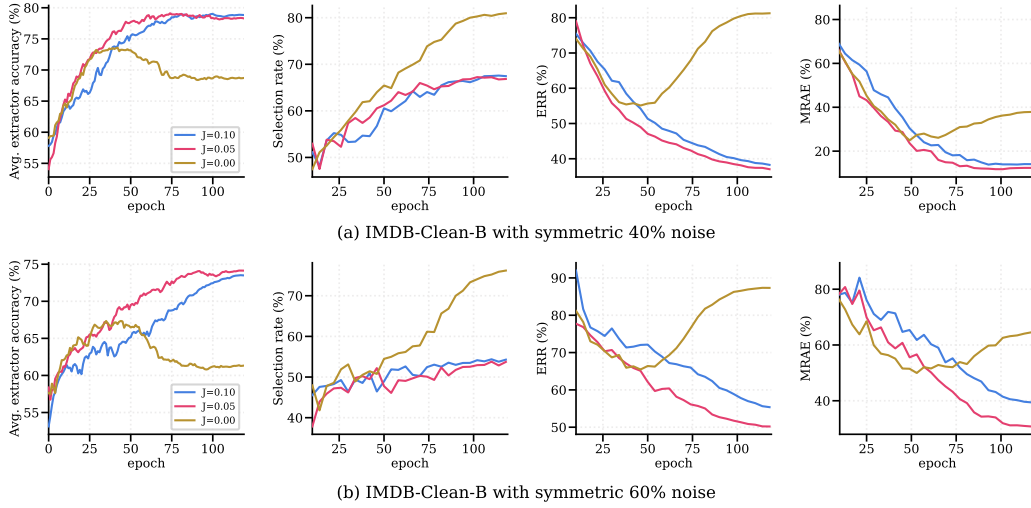 Avg. extractor accuracy (%)
80
75
70
65
60
55
0
25
50
75
100
epoch
J=0.10
J=0.05
J=0.00
Selection rate (%)
80
70
60
50
25
50
75
100
epoch
ERR (%)
80
70
60
50
40
25
50
75
100
epoch
MRAE (%)
80
60
40
20
25
50
75
100
epoch
(a) IMDB-Clean-B with symmetric 40% noise
Avg. extractor accuracy (%)
75
70
65
60
55
0
25
50
75
100
epoch
J=0.10
J=0.05
J=0.00
Selection rate (%)
70
60
50
40
25
50
75
100
epoch
ERR (%)
90
80
70
60
50
25
50
75
100
epoch
MRAE (%)
80
60
40
25
50
75
100
epoch
(b) IMDB-Clean-B with symmetric 60% noise